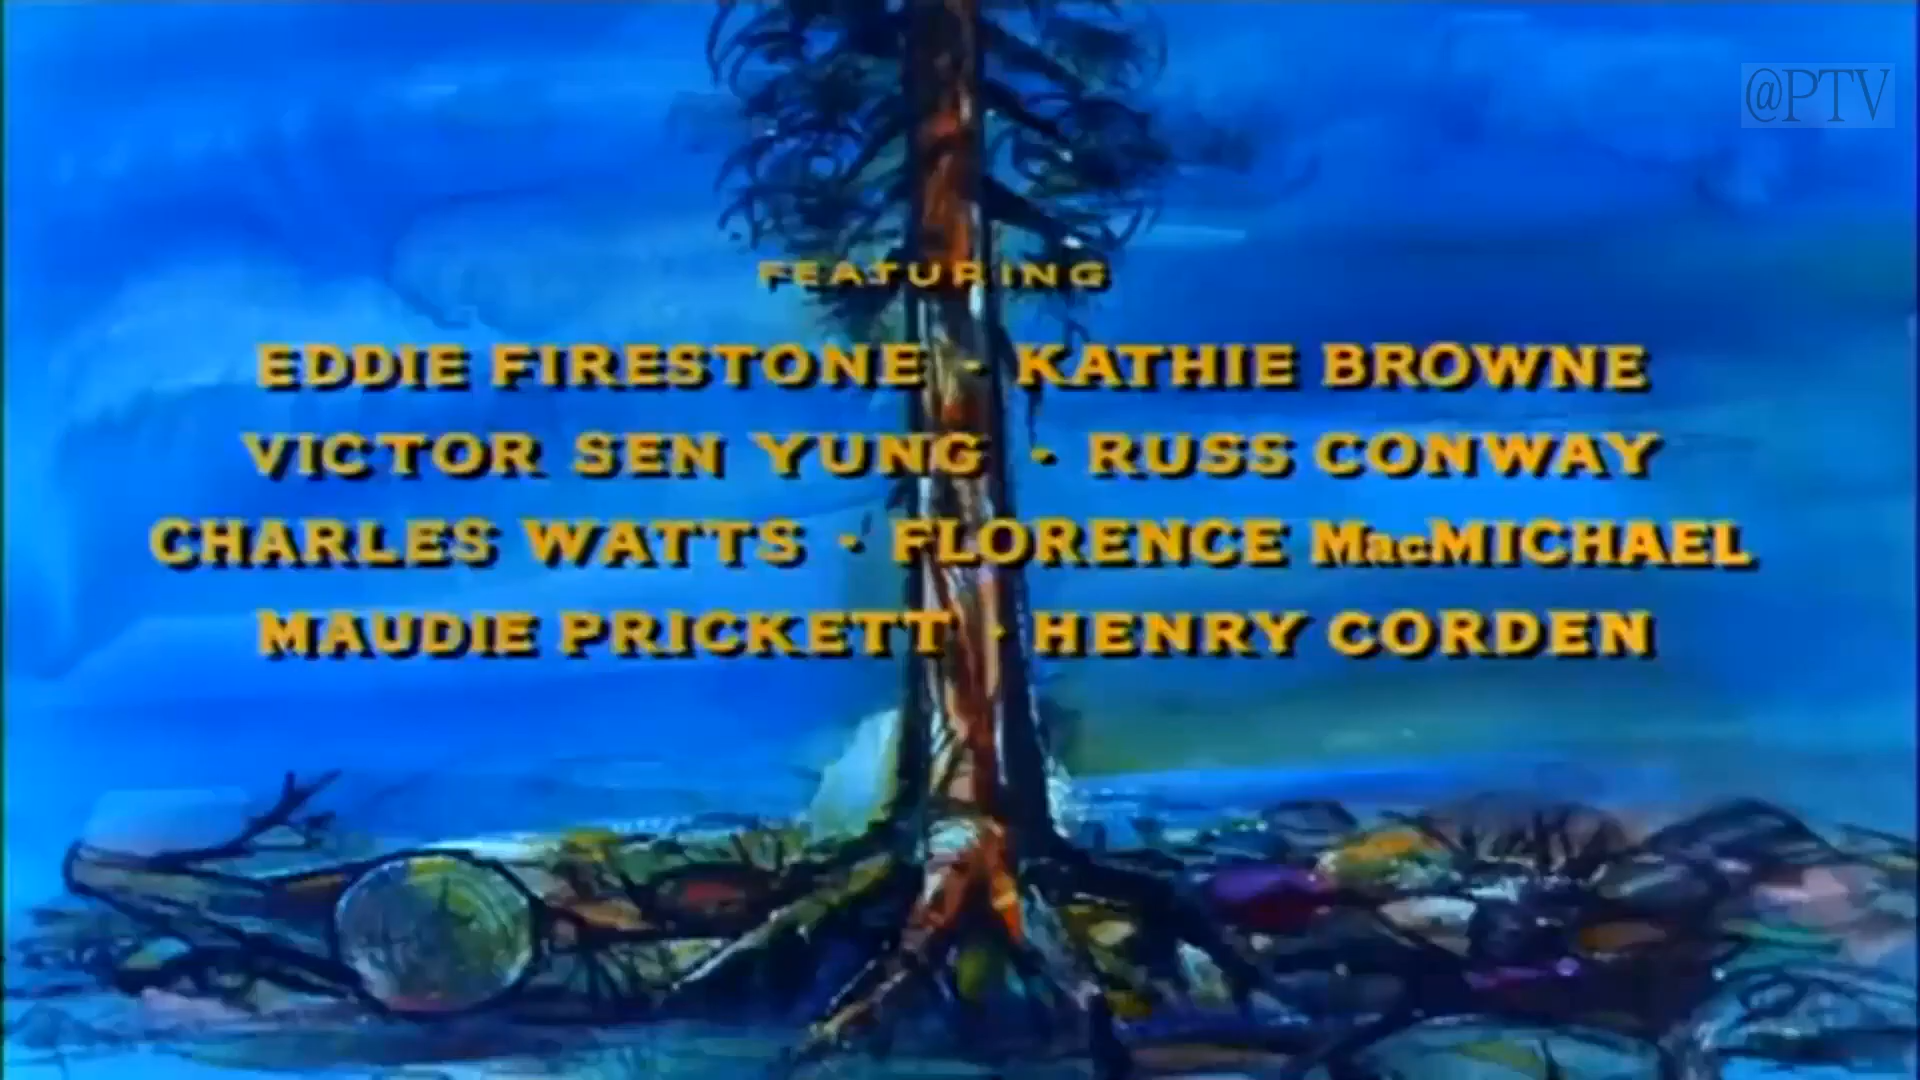 @PTV
FEATURING
EDDIE FIRESTONE - KATHIE BROWNE
VICTOR SEN YUNG - RUSS CONWAY
CHARLES WATTS - FLORENCE MacMICHAEL
MAUDIE PRICKETT - HENRY CORDEN